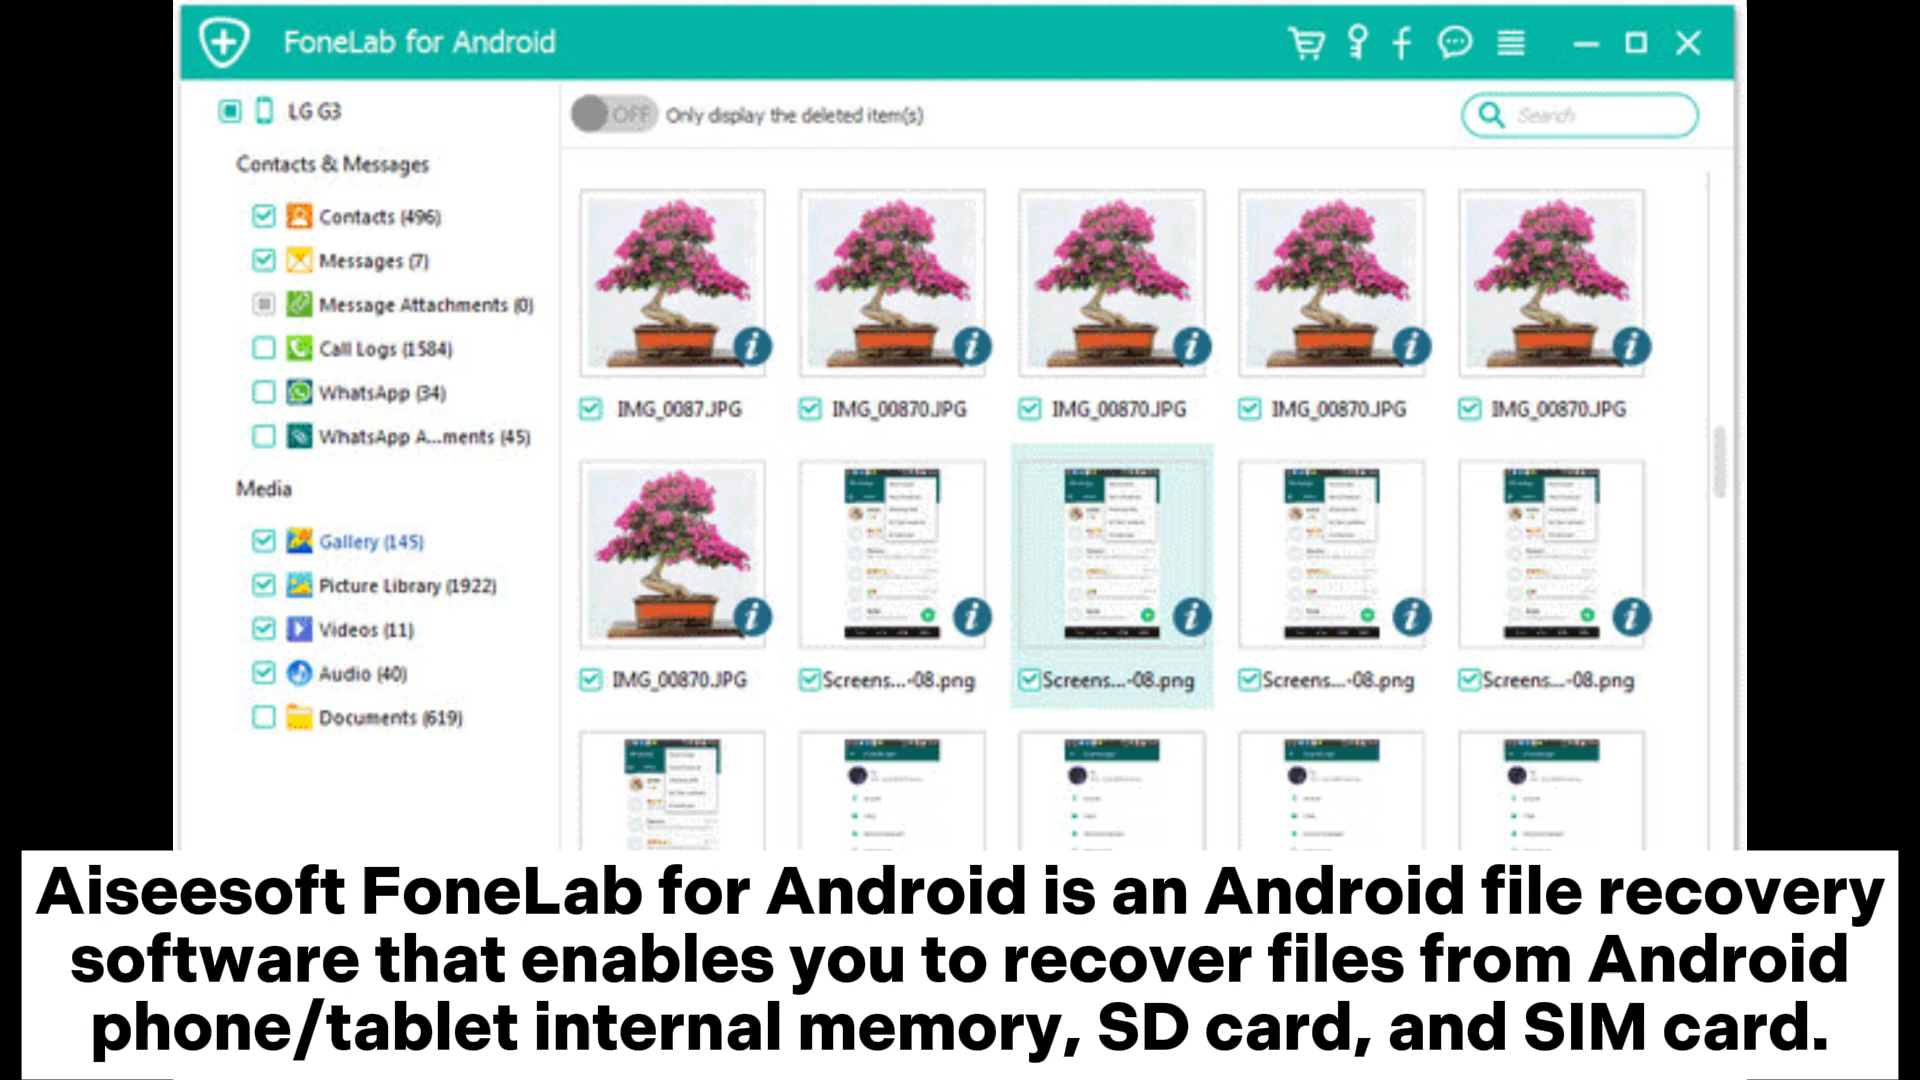 FoneLab for Android
LG G3
OFF Only display the deleted item(s)
Search
Contacts & Messages
Contacts (496)
Messages (7)
Message Attachments (0)
Call Logs (1584)
WhatsApp (34)
WhatsApp A...ments (45)
Media
Gallery (145)
Picture Library (1922)
Videos (11)
Audio (40)
Documents (619)
IMG_0087.JPG IMG_00870.JPG IMG_00870.JPG IMG_00870.JPG IMG_00870.JPG
IMG_00870.JPG Screens...-08.png Screens...-08.png Screens...-08.png Screens...-08.png
Aiseesoft FoneLab for Android is an Android file recovery
software that enables you to recover files from Android
phone/tablet internal memory, SD card, and SIM card.